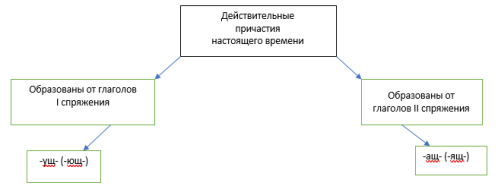 Действительные
причастия
настоящего времени
Образованы от глаголов
I спряжения
Образованы от
глаголов II спряжения
-ущ- (-ющ-)
-ащ- (-ящ-)